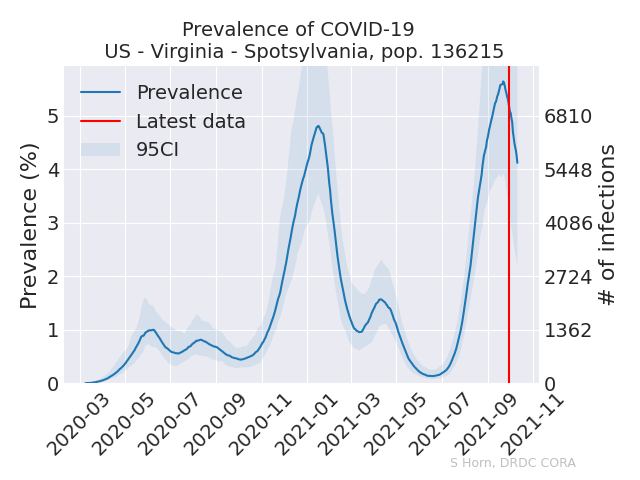 Prevalence of COVID-19
US - Virginia - Spotsylvania, pop. 136215
Prevalence
Latest data
95CI
Prevalence (%)
5
4
3
2
1
0
6810
5448
4086
2724
1362
0
# of infections
2020-03
2020-05
2020-07
2020-09
2020-11
2021-01
2021-03
2021-05
2021-07
2021-09
2021-11
S Horn, DRDC CORA